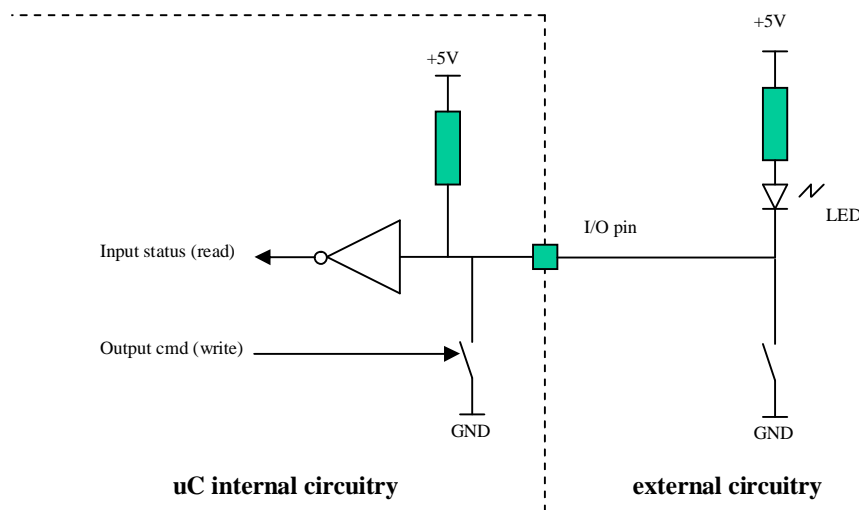 +5V
+5V
LED
I/O pin
Input status (read)
Output cmd (write)
GND
GND
uC internal circuitry
external circuitry